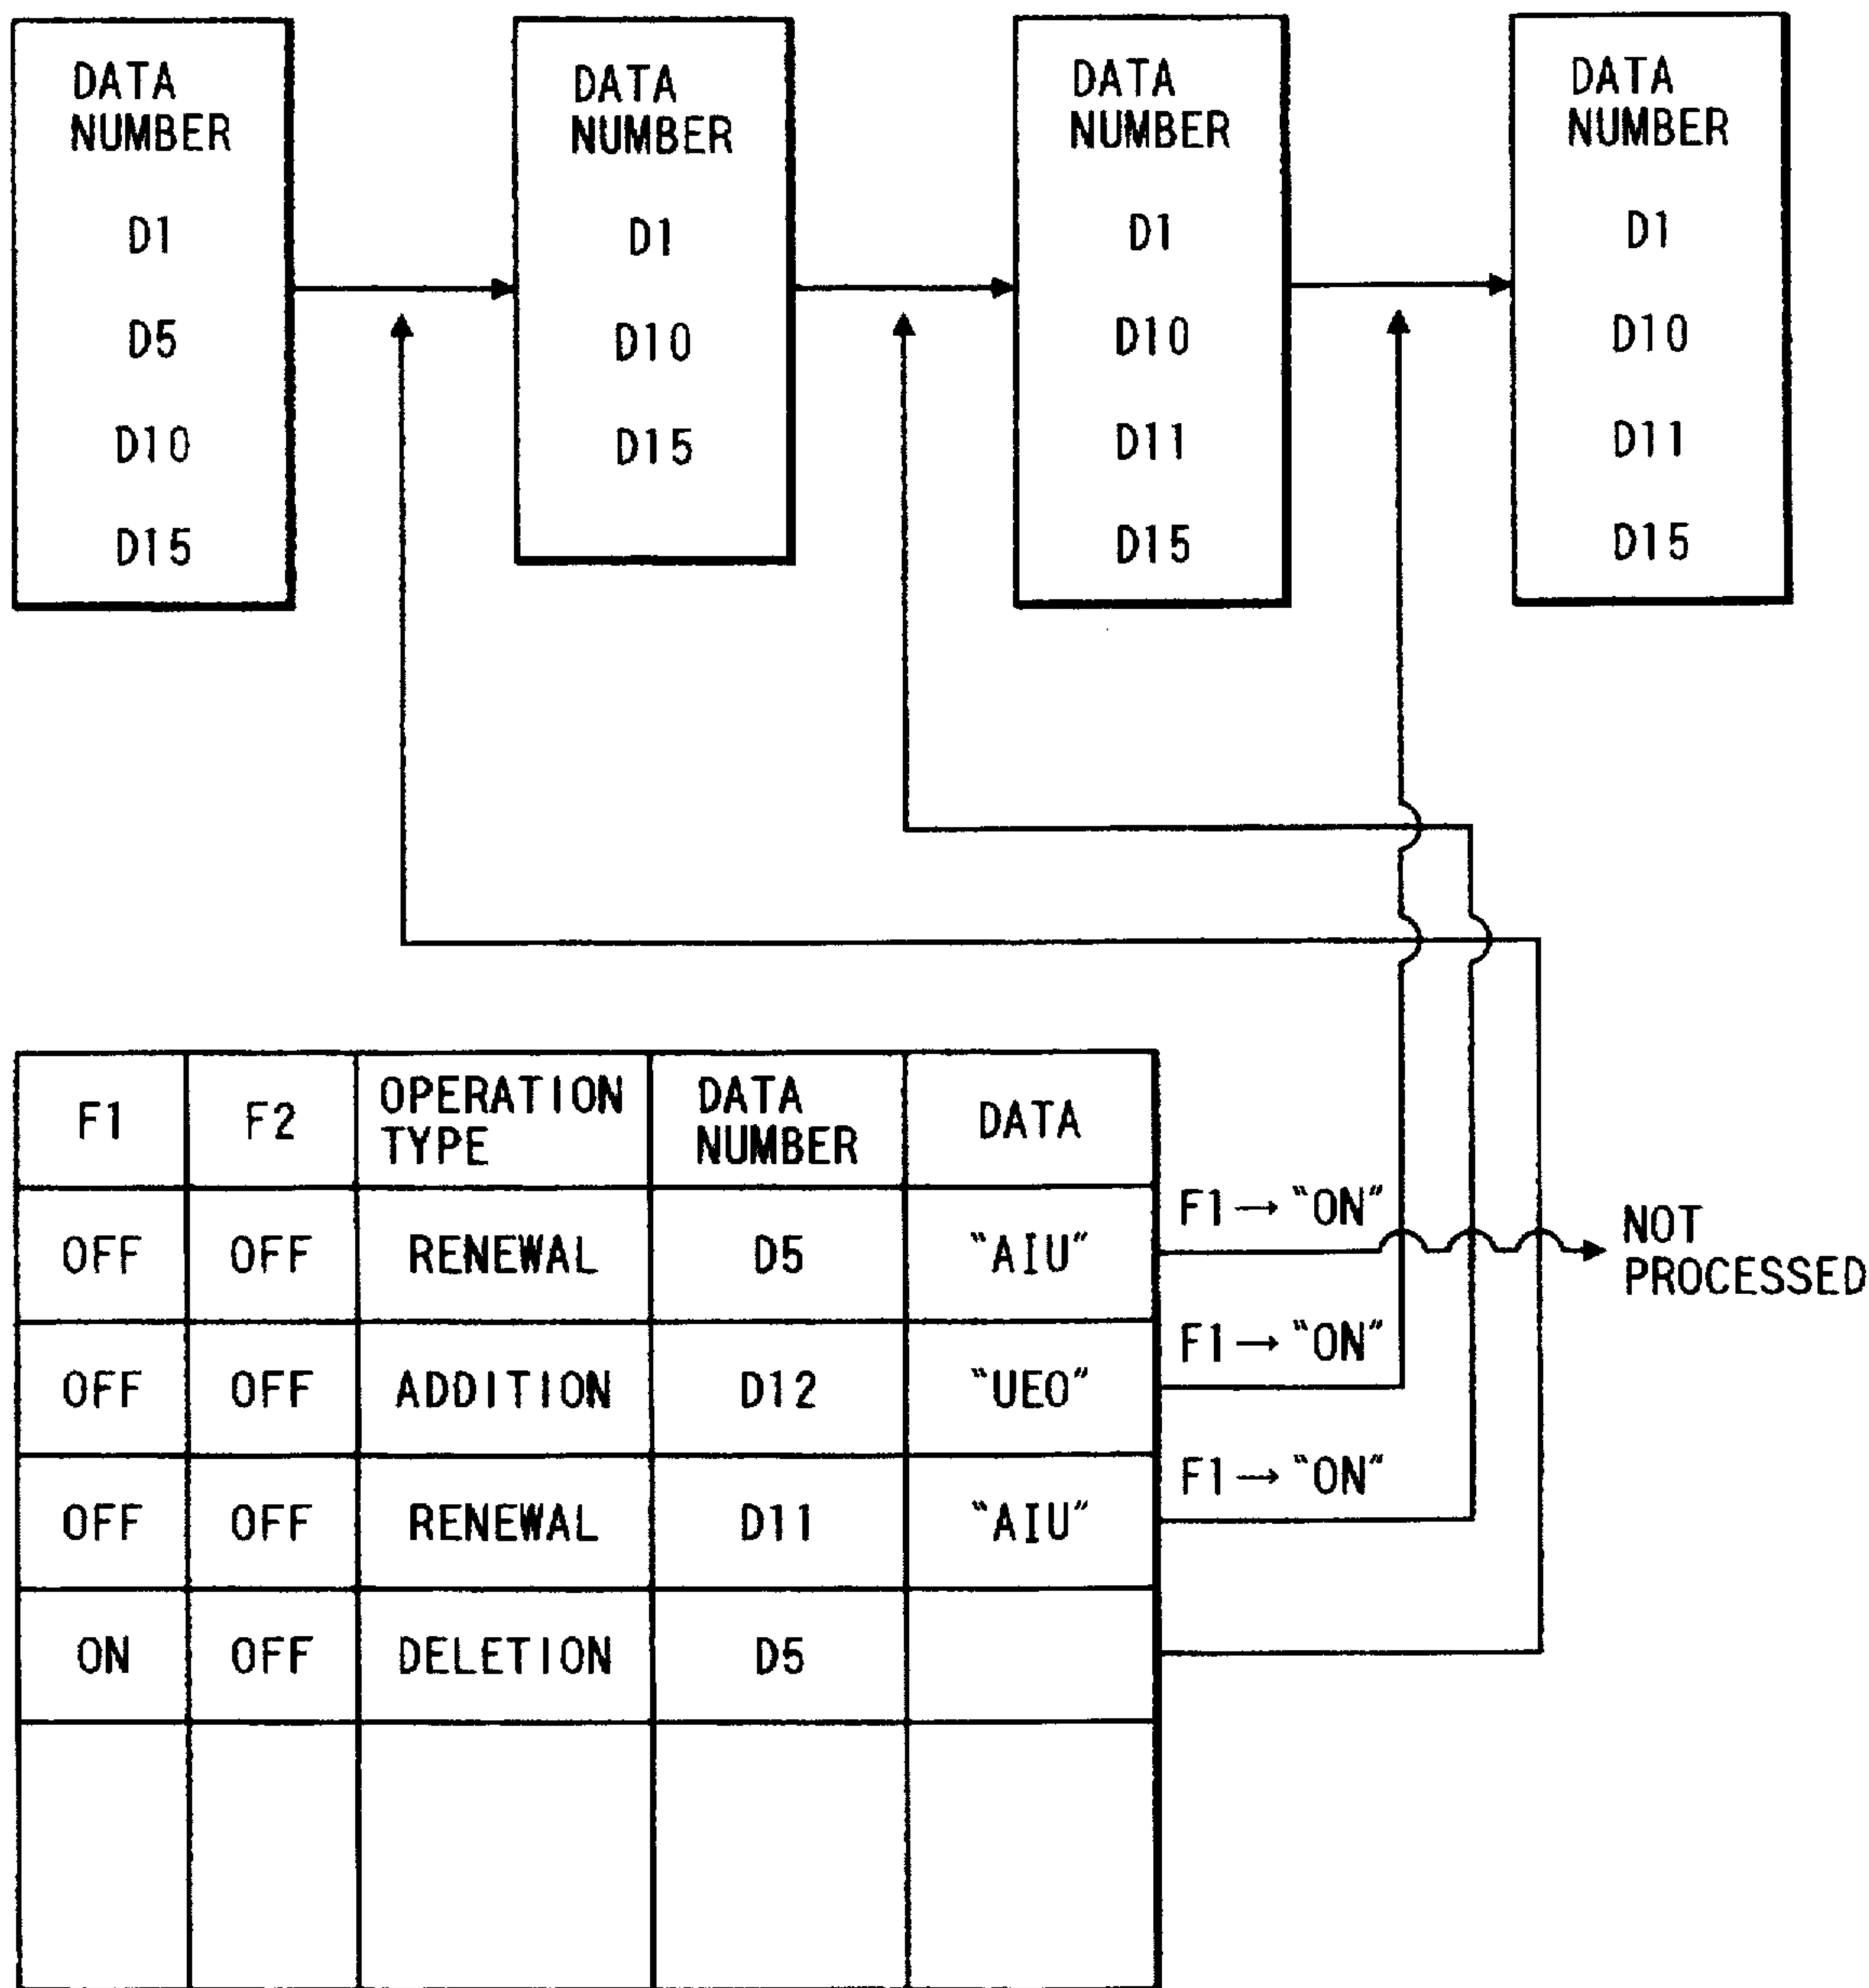 DATA
NUMBER
D1
D5
D10
D15
DATA
NUMBER
D1
D10
D15
DATA
NUMBER
D1
D10
D11
D15
DATA
NUMBER
D1
D10
D11
D15
F1 F2 OPERATION TYPE DATA NUMBER DATA
OFF OFF RENEWAL D5 "AIU"
F1→"ON"
NOT
PROCESSED
OFF OFF ADDITION D12 "UEO"
F1→"ON"
OFF OFF RENEWAL D11 "AIU"
F1→"ON"
ON OFF DELETION D5